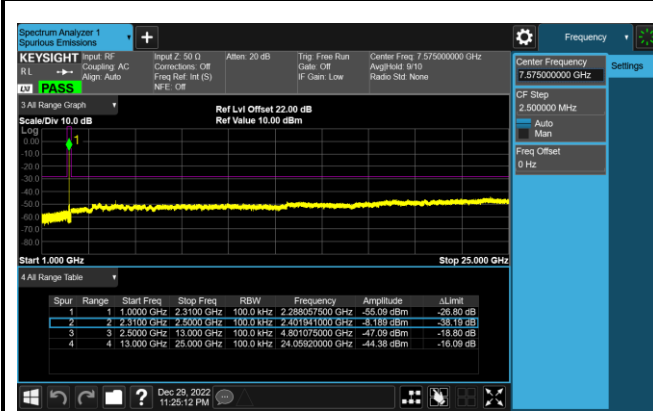 Spectrum Analyzer 1
Spurious Emissions
Frequency
KEYSIGHT Input: RF Input Z: 50 Ω Atten: 20 dB Trig: Free Run Center Freq: 7.575000000 GHz
RL Coupling: AC Corrections: Off Gate: Off Avg|Hold: 9/10
Align: Auto Freq Ref: Int (S) IF Gain: Low Radio Std: None
LXI PASS NFE: Off
Center Frequency
7.575000000 GHz
Settings
CF Step
2.500000 MHz
Auto
Man
Freq Offset
0 Hz
3 All Range Graph
Ref Lvl Offset 22.00 dB
Scale/Div 10.0 dB Ref Value 10.00 dBm
Log
1
0.00
-10.0
-20.0
-30.0
-40.0
-50.0
-60.0
-70.0
-80.0
Start 1.000 GHz Stop 25.000 GHz
4 All Range Table
Spur Range Start Freq Stop Freq RBW Frequency Amplitude ΔLimit
1 1 1.0000 GHz 2.3100 GHz 100.0 kHz 2.288057500 GHz -55.09 dBm -26.80 dB
2 2 2.3100 GHz 2.5000 GHz 100.0 kHz 2.401941000 GHz -8.189 dBm -38.19 dB
3 3 2.5000 GHz 13.000 GHz 100.0 kHz 4.801075000 GHz -47.09 dBm -18.80 dB
4 4 13.000 GHz 25.000 GHz 100.0 kHz 24.05920000 GHz -44.38 dBm -16.09 dB
Dec 29, 2022
11:25:12 PM